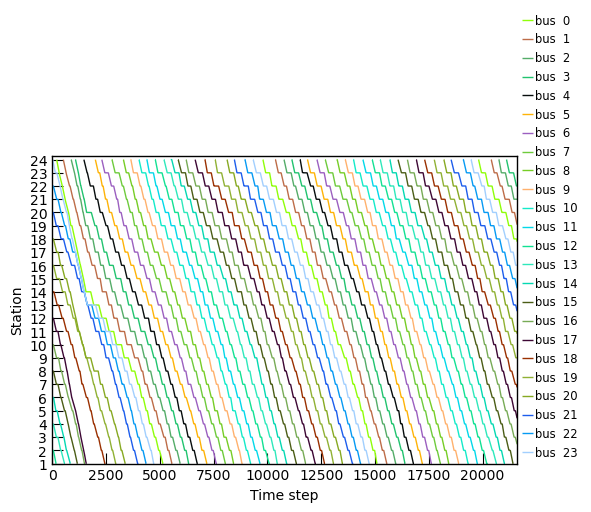 bus 0
bus 1
bus 2
bus 3
bus 4
bus 5
bus 6
bus 7
bus 8
bus 9
bus 10
bus 11
bus 12
bus 13
bus 14
bus 15
bus 16
bus 17
bus 18
bus 19
bus 20
bus 21
bus 22
bus 23
24
23
22
21
20
19
18
17
16
15
14
13
12
11
10
9
8
7
6
5
4
3
2
1
Station
0 2500 5000 7500 10000 12500 15000 17500 20000
Time step